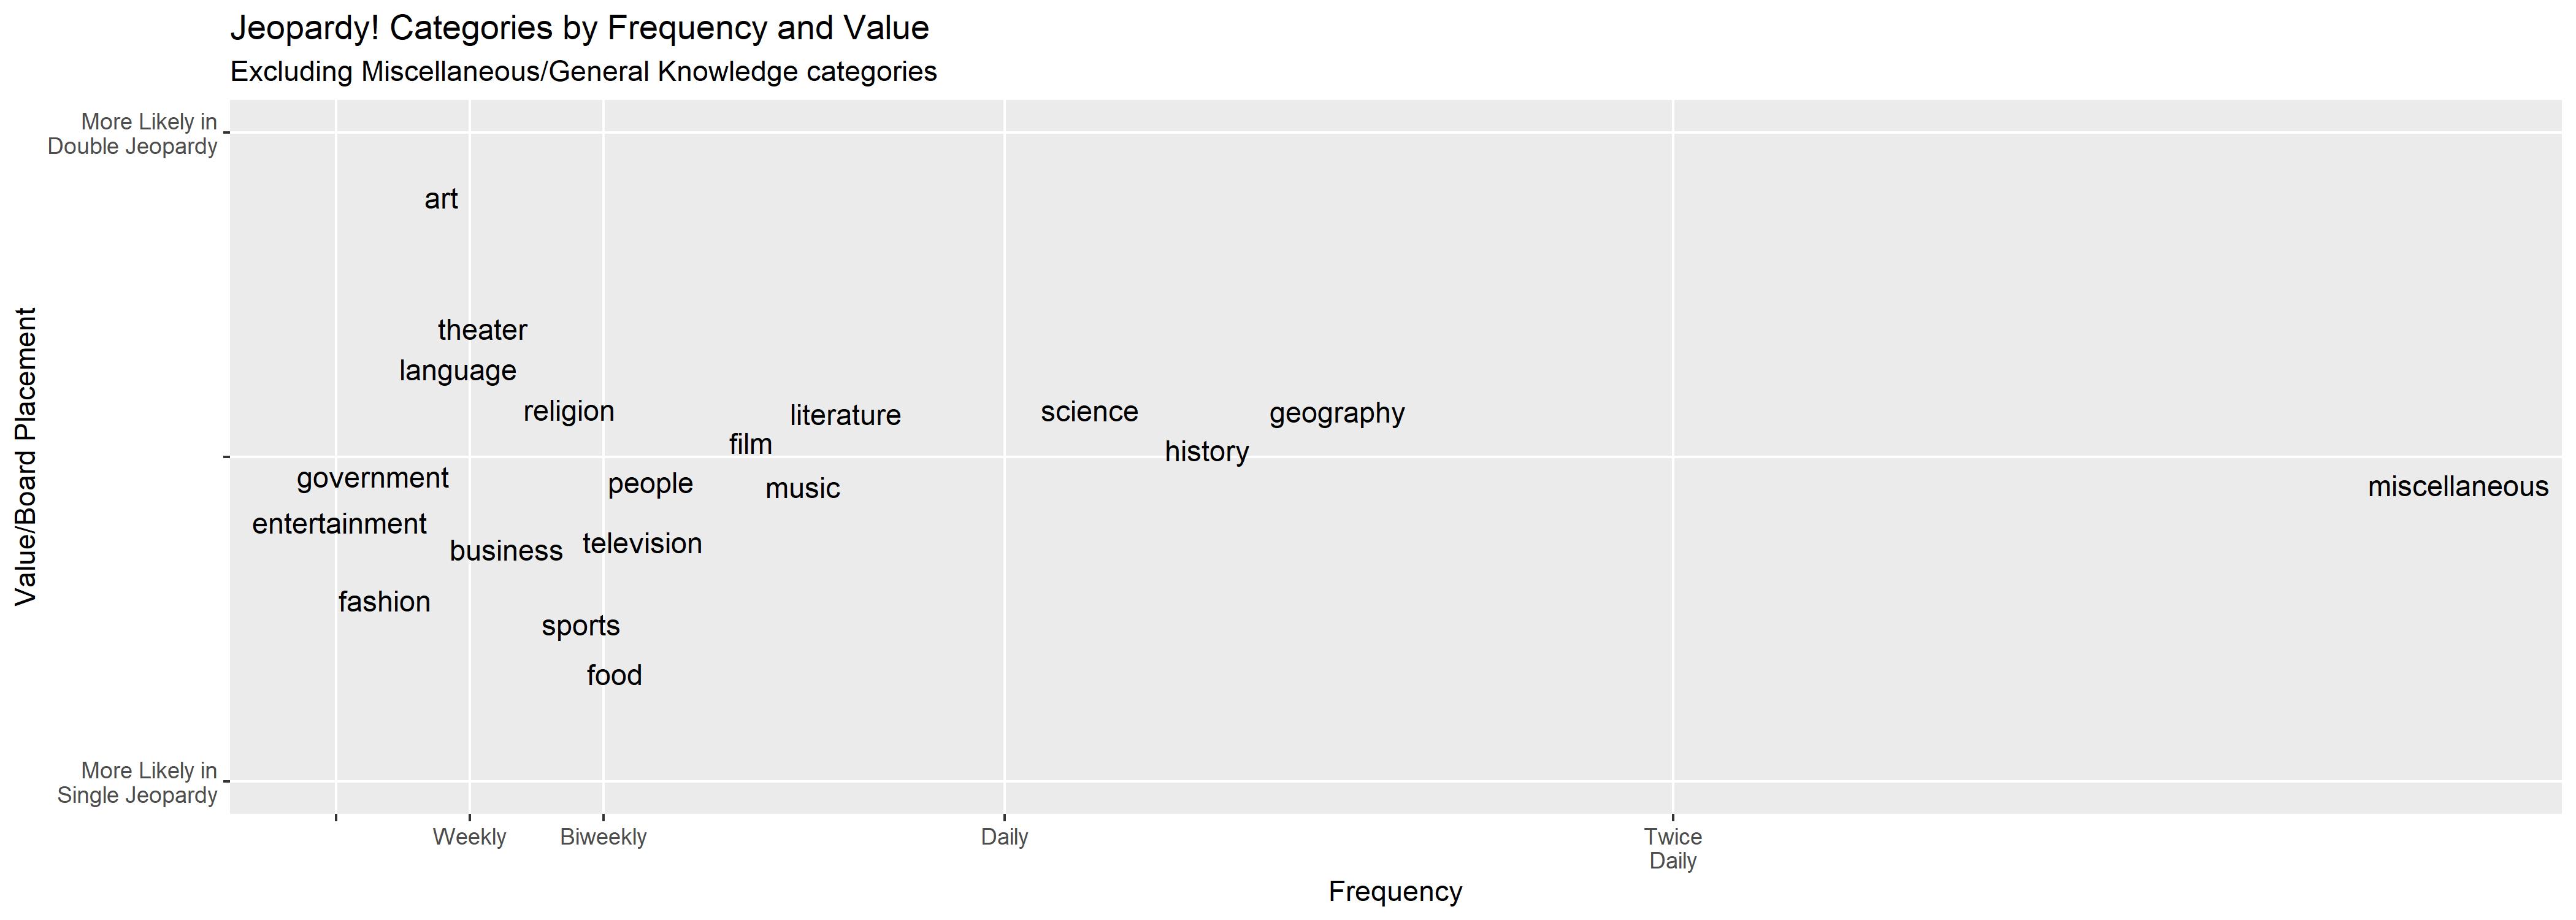 Jeopardy! Categories by Frequency and Value
Excluding Miscellaneous/General Knowledge categories
More Likely in
Double Jeopardy
Value/Board Placement
art
theater
language
religion
literature
science
geography
film
history
government
people
music
miscellaneous
entertainment
business
television
fashion
sports
food
More Likely in
Single Jeopardy
Weekly
Biweekly
Daily
Twice
Daily
Frequency